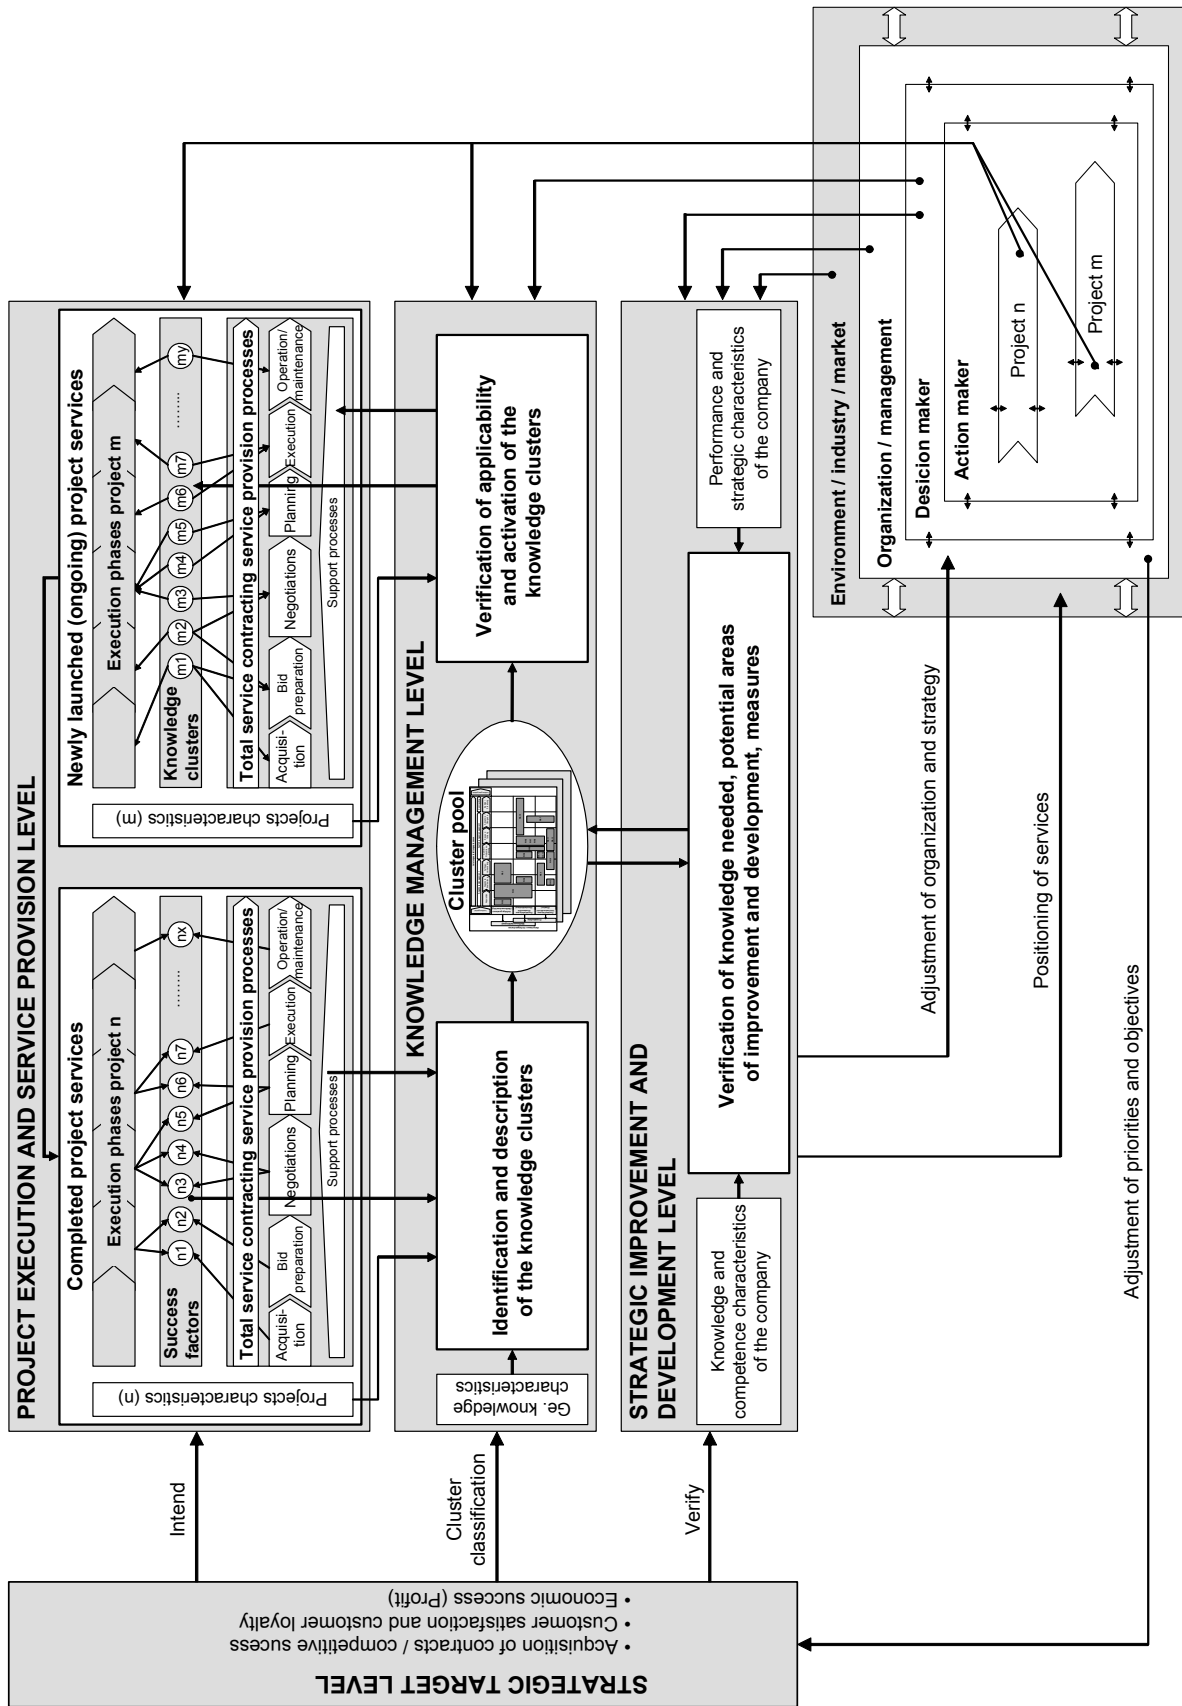 STRATEGIC TARGET LEVEL
• Acquisition of contracts / competitive sucess
• Customer satisfaction and customer loyalty
• Economic success (Profit)
Intend
Cluster
classification
Verify
PROJECT EXECUTION AND SERVICE PROVISION LEVEL
Completed project services
Projects characteristics (n)
Execution phases project n
Success
factors
n1
n2
n3
n4
n5
n6
n7
........
nx
Total service contracting service provision processes
Acquisi-
tion
Bid
preparation
Negotiations
Planning
Execution
Operation/
maintenance
Support processes
Newly launched (ongoing) project services
Projects characteristics (m)
Execution phases project m
Knowledge
clusters
m1
m2
m3
m4
m5
m6
m7
........
my
Total service contracting service provision processes
Acquisi-
tion
Bid
preparation
Negotiations
Planning
Execution
Operation/
maintenance
Support processes
KNOWLEDGE MANAGEMENT LEVEL
Ge. knowledge
characteristics
Identification and description
of the knowledge clusters
Cluster pool
Verification of applicability
and activation of the
knowledge clusters
STRATEGIC IMPROVEMENT AND
DEVELOPMENT LEVEL
Knowledge and
competence characteristics
of the company
Verification of knowledge needed, potential areas
of improvement and development, measures
Performance and
strategic characteristics
of the company
Environment / industry / market
Organization / management
Desicion maker
Action maker
Project n
Project m
Adjustment of organization and strategy
Positioning of services
Adjustment of priorities and objectives